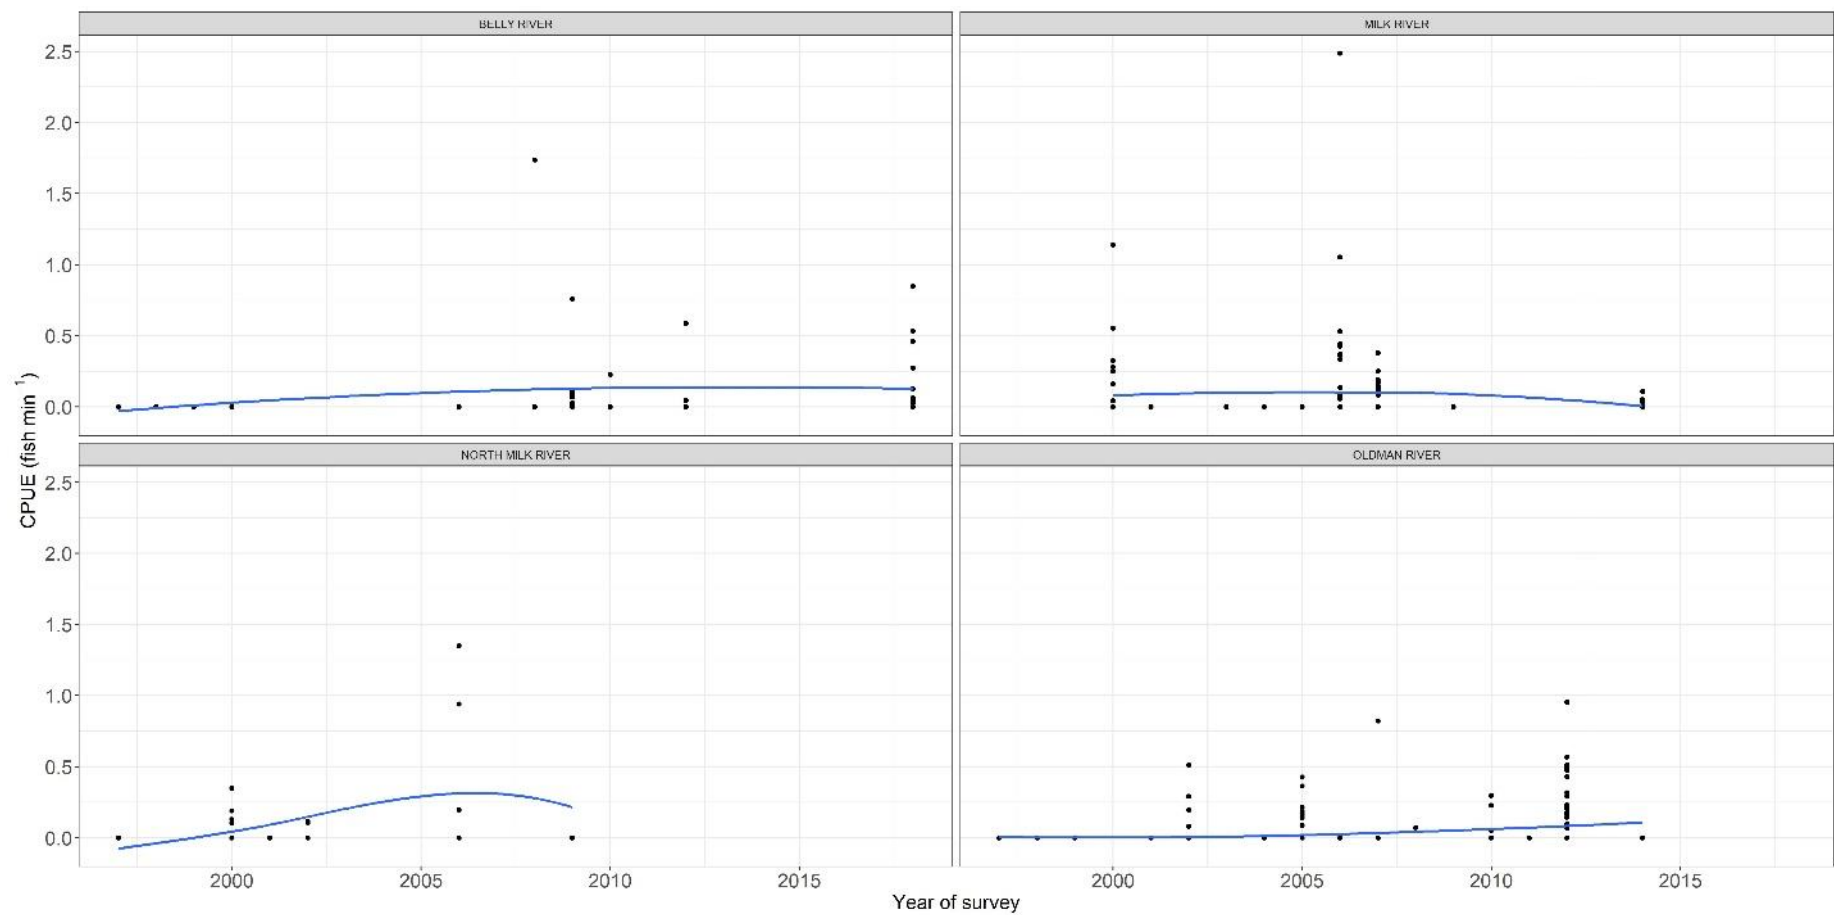 BELLY RIVER
MILK RIVER
2.5
2.0
1.5
1.0
0.5
0.0
NORTH MILK RIVER
OLDMAN RIVER
2.5
2.0
1.5
1.0
0.5
0.0
CPUE (fish min 1)
2000 2005 2010 2015
2000 2005 2010 2015
Year of survey